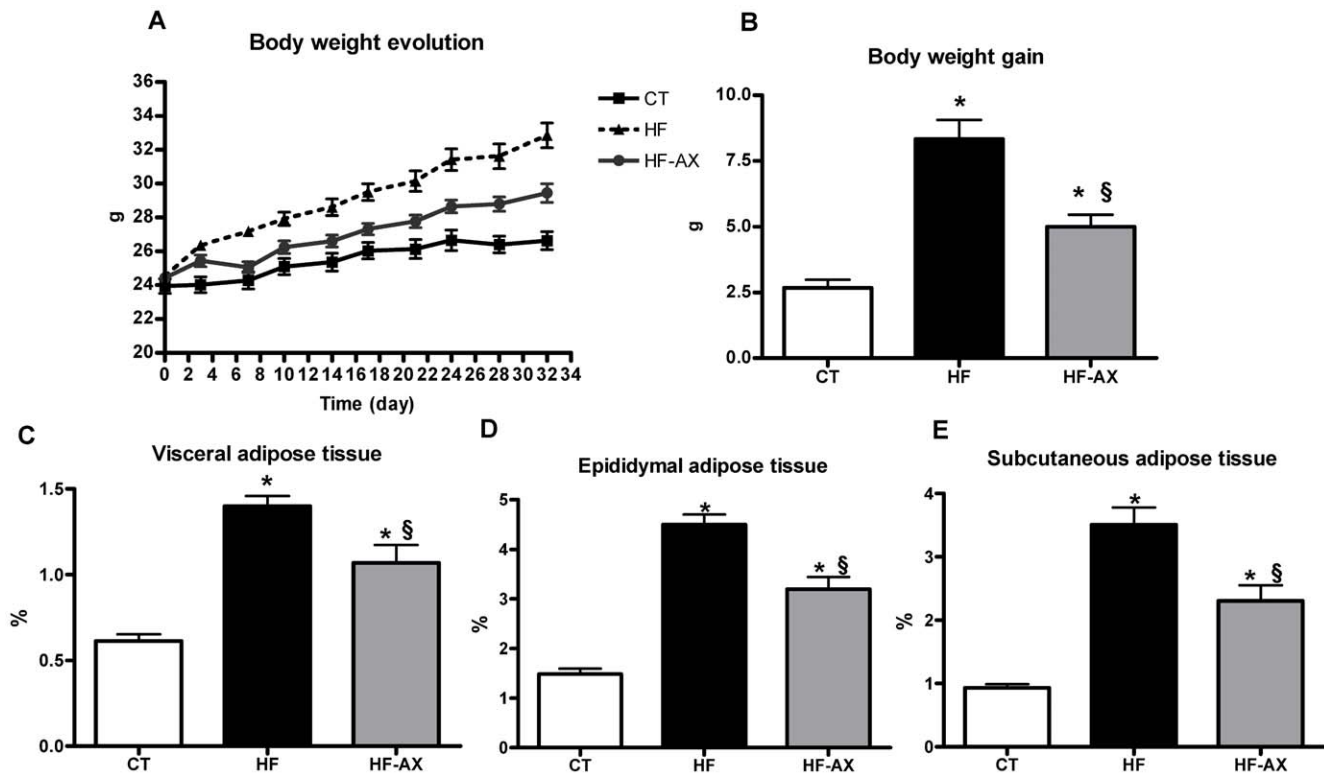 A
Body weight evolution
36
34
32
30
28
26
24
22
20
g
0 2 4 6 8 10 12 14 16 18 20 22 24 26 28 30 32 34
Time (day)
CT
HF
HF-AX
B
Body weight gain
10.0
7.5
5.0
2.5
0.0
g
*
* §
CT HF HF-AX
C
Visceral adipose tissue
1.5
1.0
0.5
0.0
%
*
* §
CT HF HF-AX
D
Epididymal adipose tissue
5
4
3
2
1
0
%
*
* §
CT HF HF-AX
E
Subcutaneous adipose tissue
4
3
2
1
0
%
*
* §
CT HF HF-AX